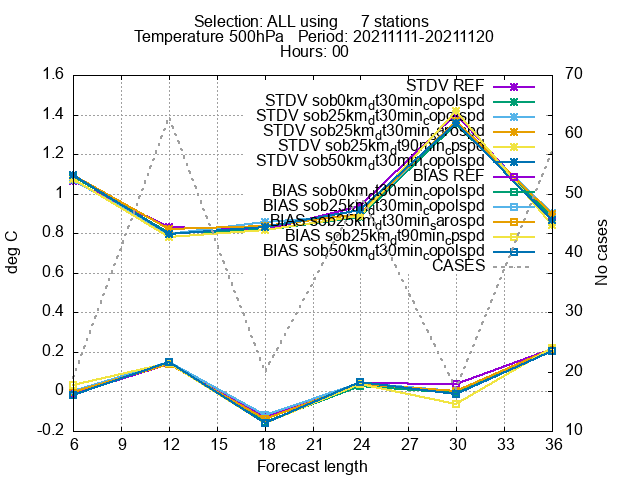 Selection: ALL using 7 stations
Temperature 500hPa Period: 20211111-20211120
Hours: 00
STDV REF
STDV sob0km_dt30min_copolspd
STDV sob25km_dt30min_copolspd
STDV sob25km_dt30min_sarospd
STDV sob25km_dt90min_cpspd
STDV sob50km_dt30min_copolspd
BIAS REF
BIAS sob0km_dt30min_copolspd
BIAS sob25km_dt30min_copolspd
BIAS sob25km_dt30min_sarospd
BIAS sob25km_dt90min_cpspd
BIAS sob50km_dt30min_copolspd
CASES
deg C
1.6
1.4
1.2
1
0.8
0.6
0.4
0.2
0
-0.2
No cases
70
60
50
40
30
20
10
6 9 12 15 18 21 24 27 30 33 36
Forecast length